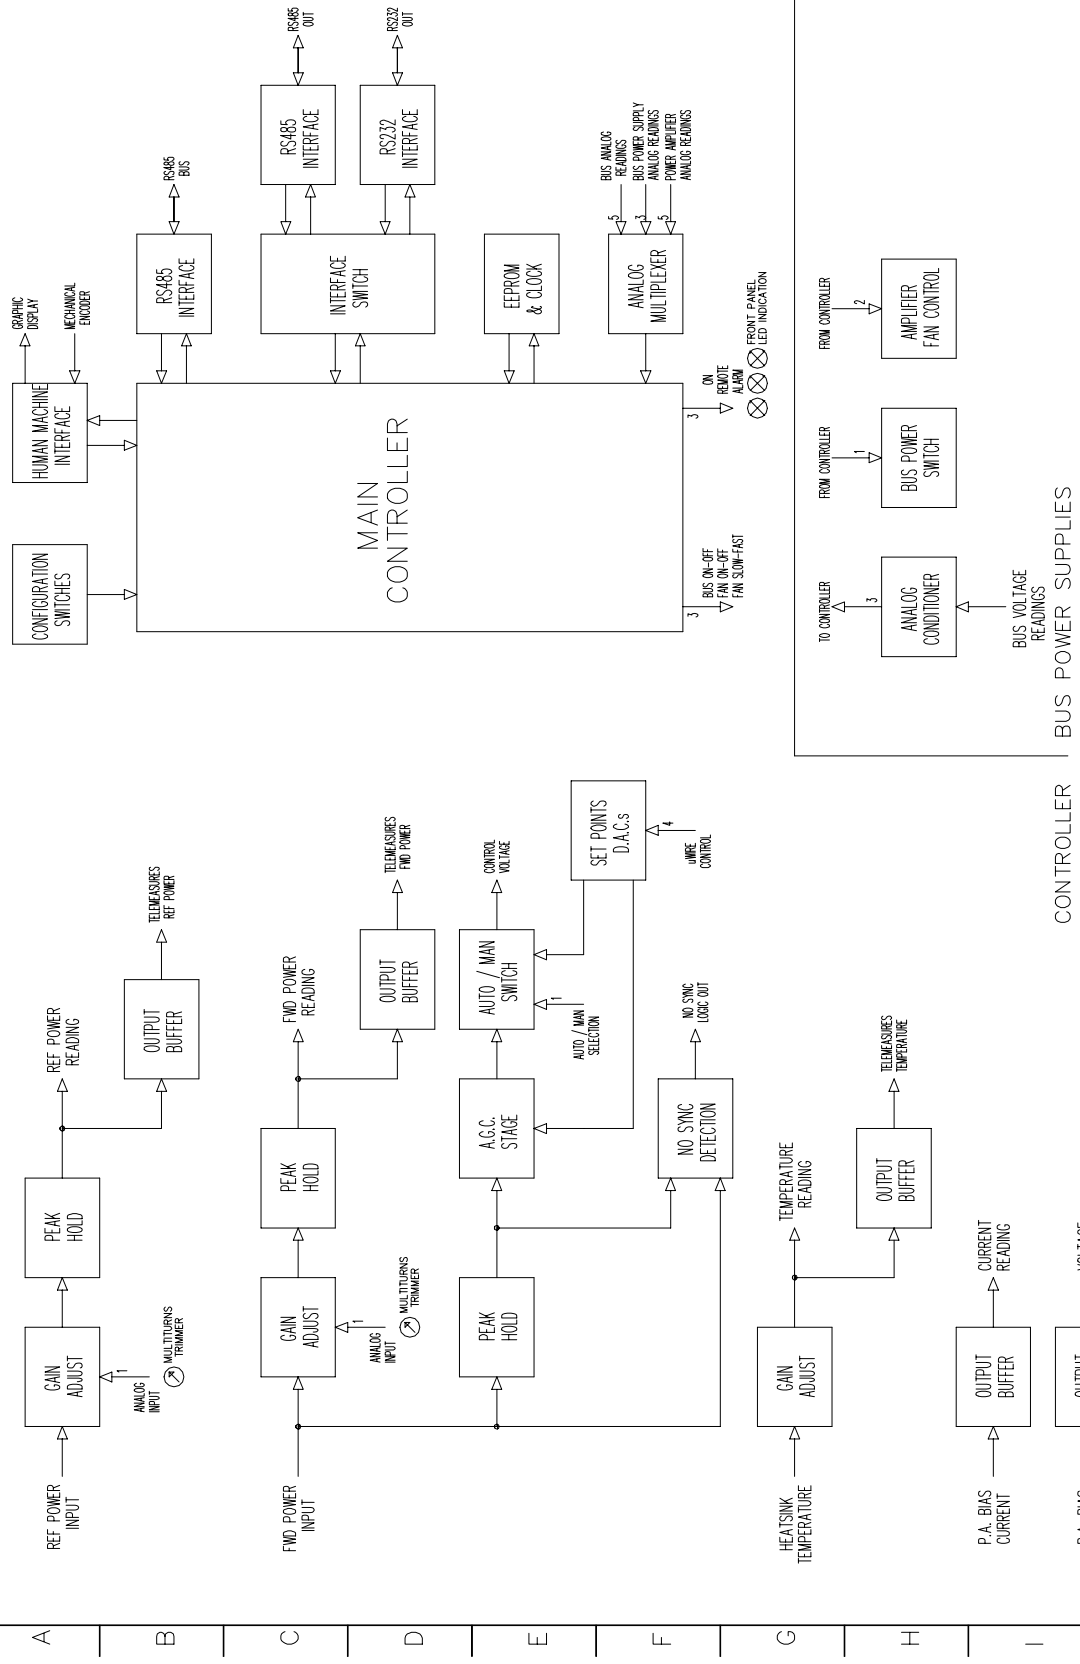 A
B
C
D
E
F
G
H
I
REF POWER
INPUT
GAIN
ADJUST
1
ANALOG
INPUT
MULTITURNS
TRIMMER
PEAK
HOLD
REF POWER
READING
OUTPUT
BUFFER
TELEMEASURES
REF POWER
FWD POWER
INPUT
GAIN
ADJUST
1
ANALOG
INPUT
MULTITURNS
TRIMMER
PEAK
HOLD
FWD POWER
READING
OUTPUT
BUFFER
TELEMEASURES
FWD POWER
PEAK
HOLD
A.G.C.
STAGE
AUTO / MAN
SWITCH
1
AUTO / MAN
SELECTION
CONTROL
VOLTAGE
SET POINTS
D.A.C.s
4
uWIRE
CONTROL
NO SYNC
DETECTION
NO SYNC
LOGIC OUT
HEATSINK
TEMPERATURE
GAIN
ADJUST
TEMPERATURE
READING
OUTPUT
BUFFER
TELEMEASURES
TEMPERATURE
P.A. BIAS
CURRENT
OUTPUT
BUFFER
CURRENT
READING
P.A. BIAS
OUTPUT
VOLTAGE
CONFIGURATION
SWITCHES
HUMAN MACHINE
INTERFACE
GRAPHIC
DISPLAY
MECHANICAL
ENCODER
MAIN
CONTROLLER
RS485
INTERFACE
RS485
BUS
INTERFACE
SWITCH
RS485
INTERFACE
RS485
OUT
RS232
INTERFACE
RS232
OUT
EEPROM
& CLOCK
ANALOG
MULTIPLEXER
5
BUS ANALOG
READINGS
3
BUS POWER SUPPLY
ANALOG READINGS
5
POWER AMPLIFIER
ANALOG READINGS
3
BUS ON-OFF
FAN ON-OFF
FAN SLOW-FAST
3
ON
REMOTE
ALARM
FRONT PANEL
LED INDICATION
TO CONTROLLER
3
ANALOG
CONDITIONER
BUS VOLTAGE
READINGS
FROM CONTROLLER
1
BUS POWER
SWITCH
FROM CONTROLLER
2
AMPLIFIER
FAN CONTROL
CONTROLLER
BUS POWER SUPPLIES